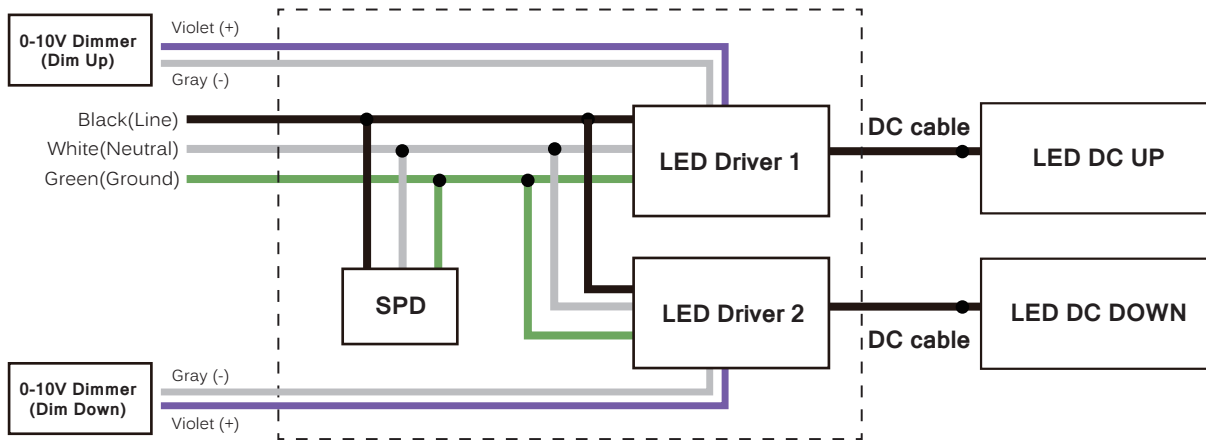 Violet (+)
0-10V Dimmer
(Dim Up)
Gray (-)
Black(Line)
White(Neutral)
Green(Ground)
LED Driver 1
DC cable
LED DC UP
SPD
LED Driver 2
DC cable
LED DC DOWN
Gray (-)
0-10V Dimmer
(Dim Down)
Violet (+)